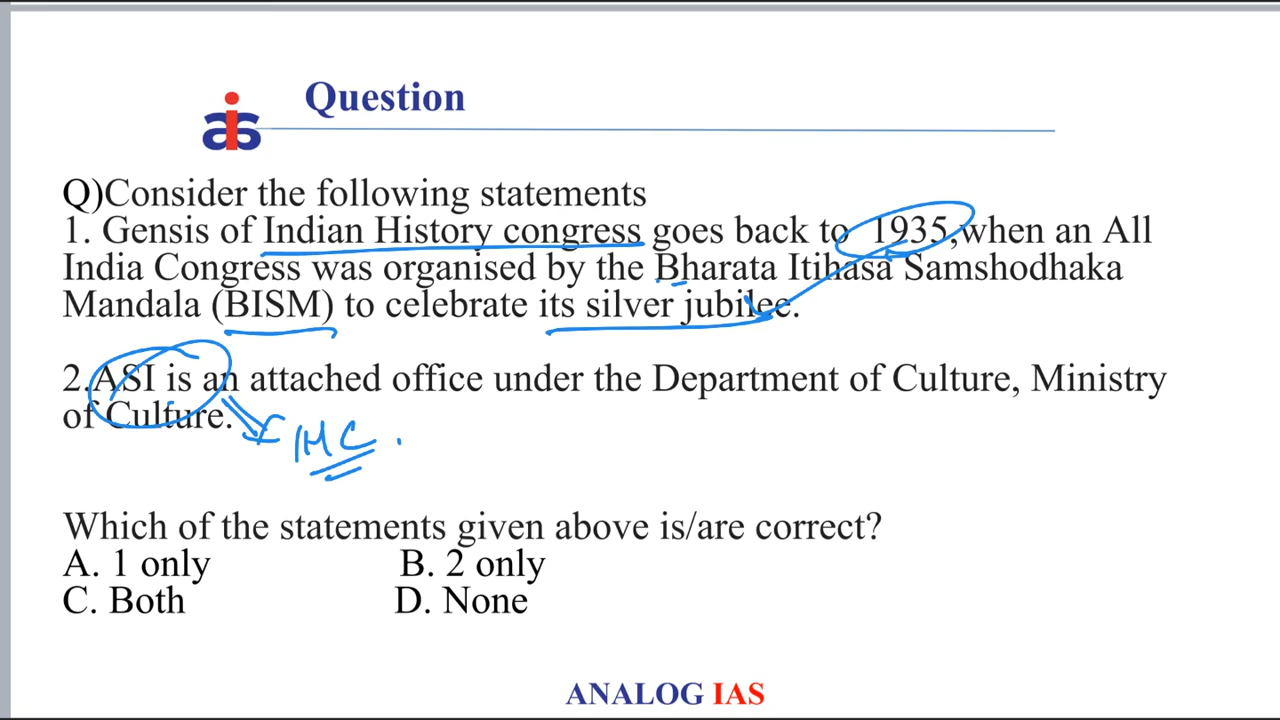 Question
Q)Consider the following statements
1. Gensis of Indian History congress goes back to 1935,when an All
India Congress was organised by the Bharata Itihasa Samshodhaka
Mandala (BISM) to celebrate its silver jubilee.
2.ASI is an attached office under the Department of Culture, Ministry
of Culture.
IHC.
Which of the statements given above is/are correct?
A. 1 only B. 2 only
C. Both D. None
ANALOG IAS